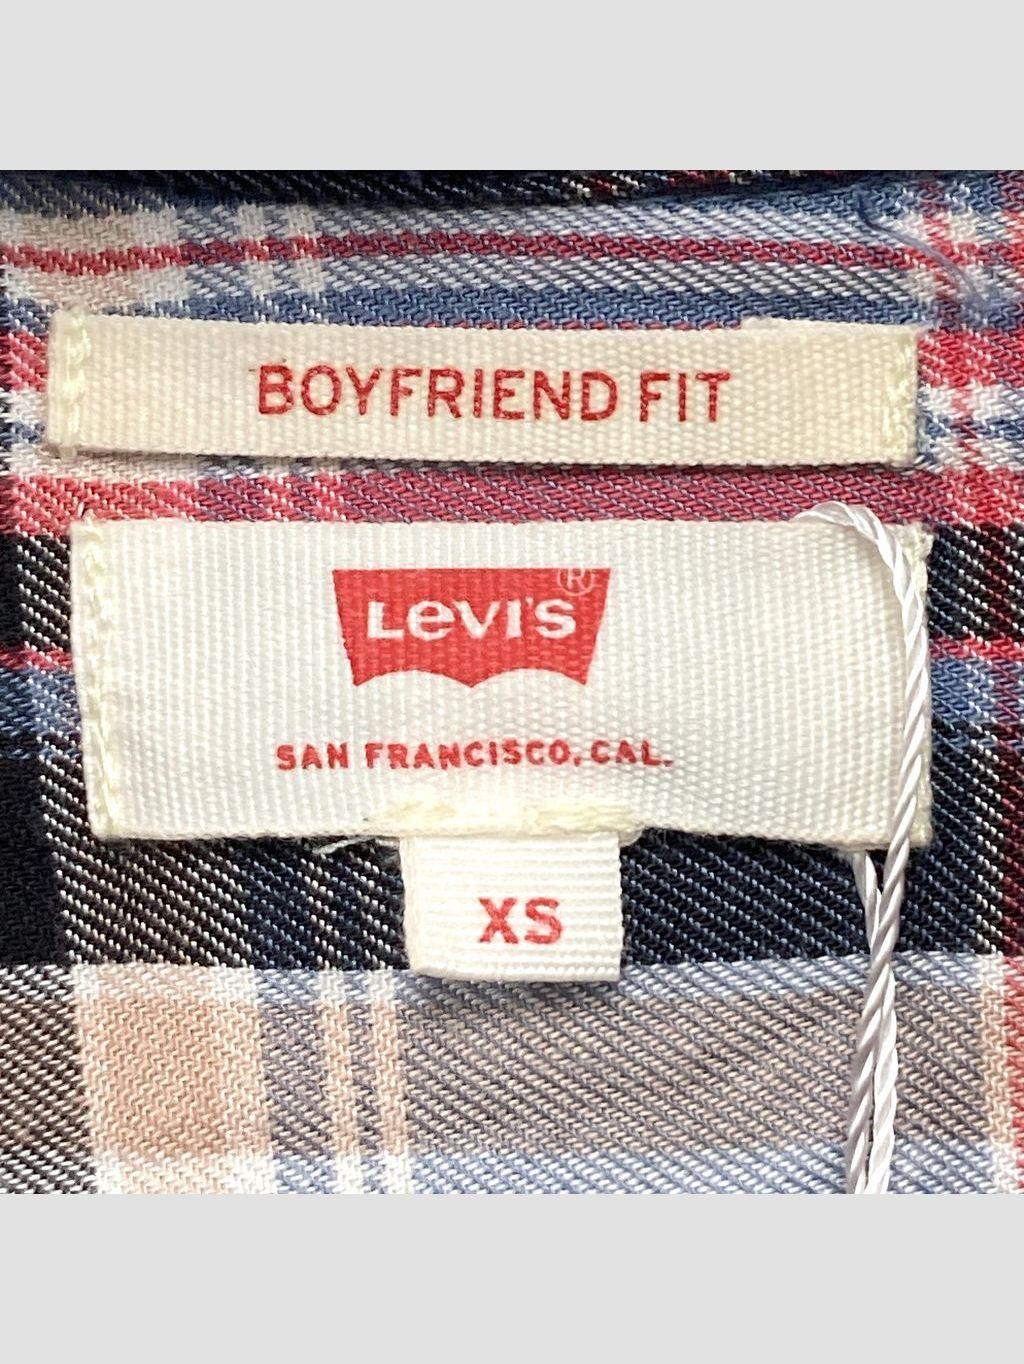 BOYFRIEND FIT
LEVI'S®
SAN FRANCISCO, CAL.
XS